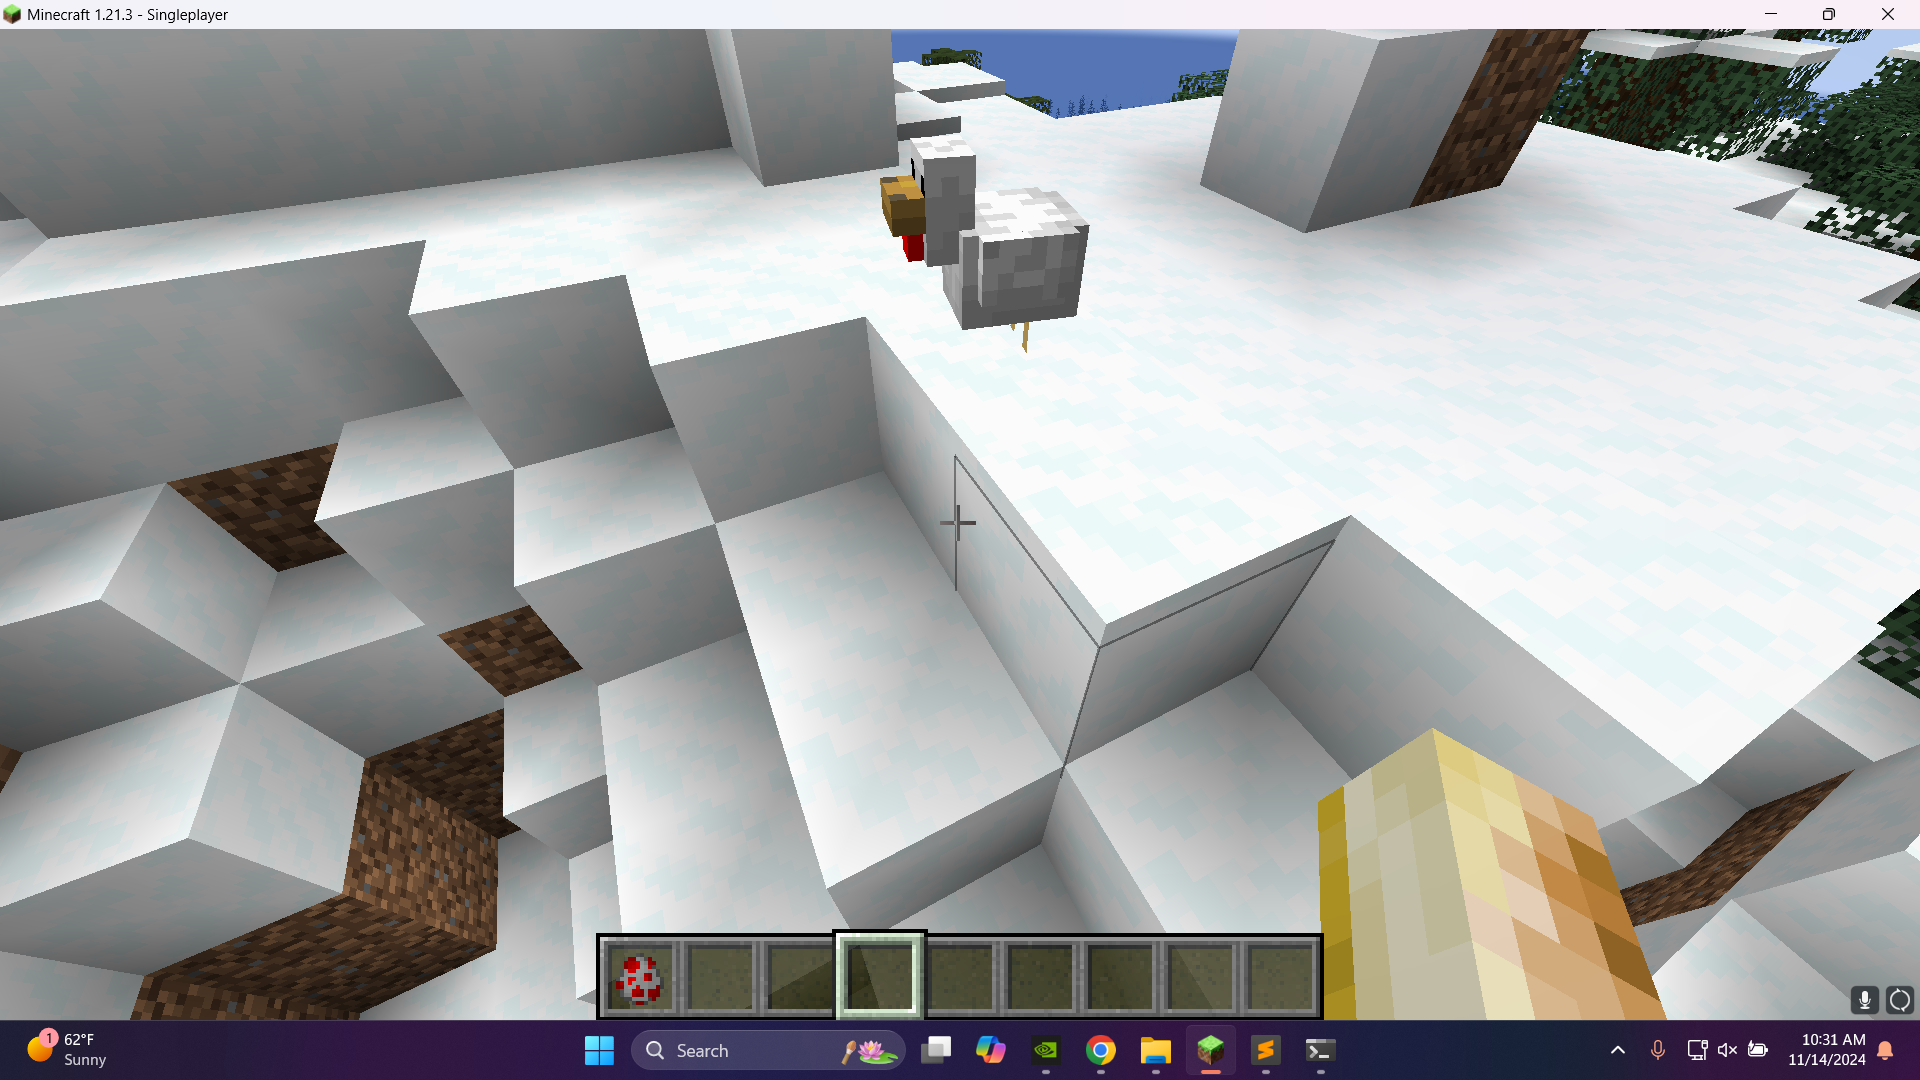 Minecraft 1.21.3 - Singleplayer
1
62°F
Sunny
Search
10:31 AM
11/14/2024